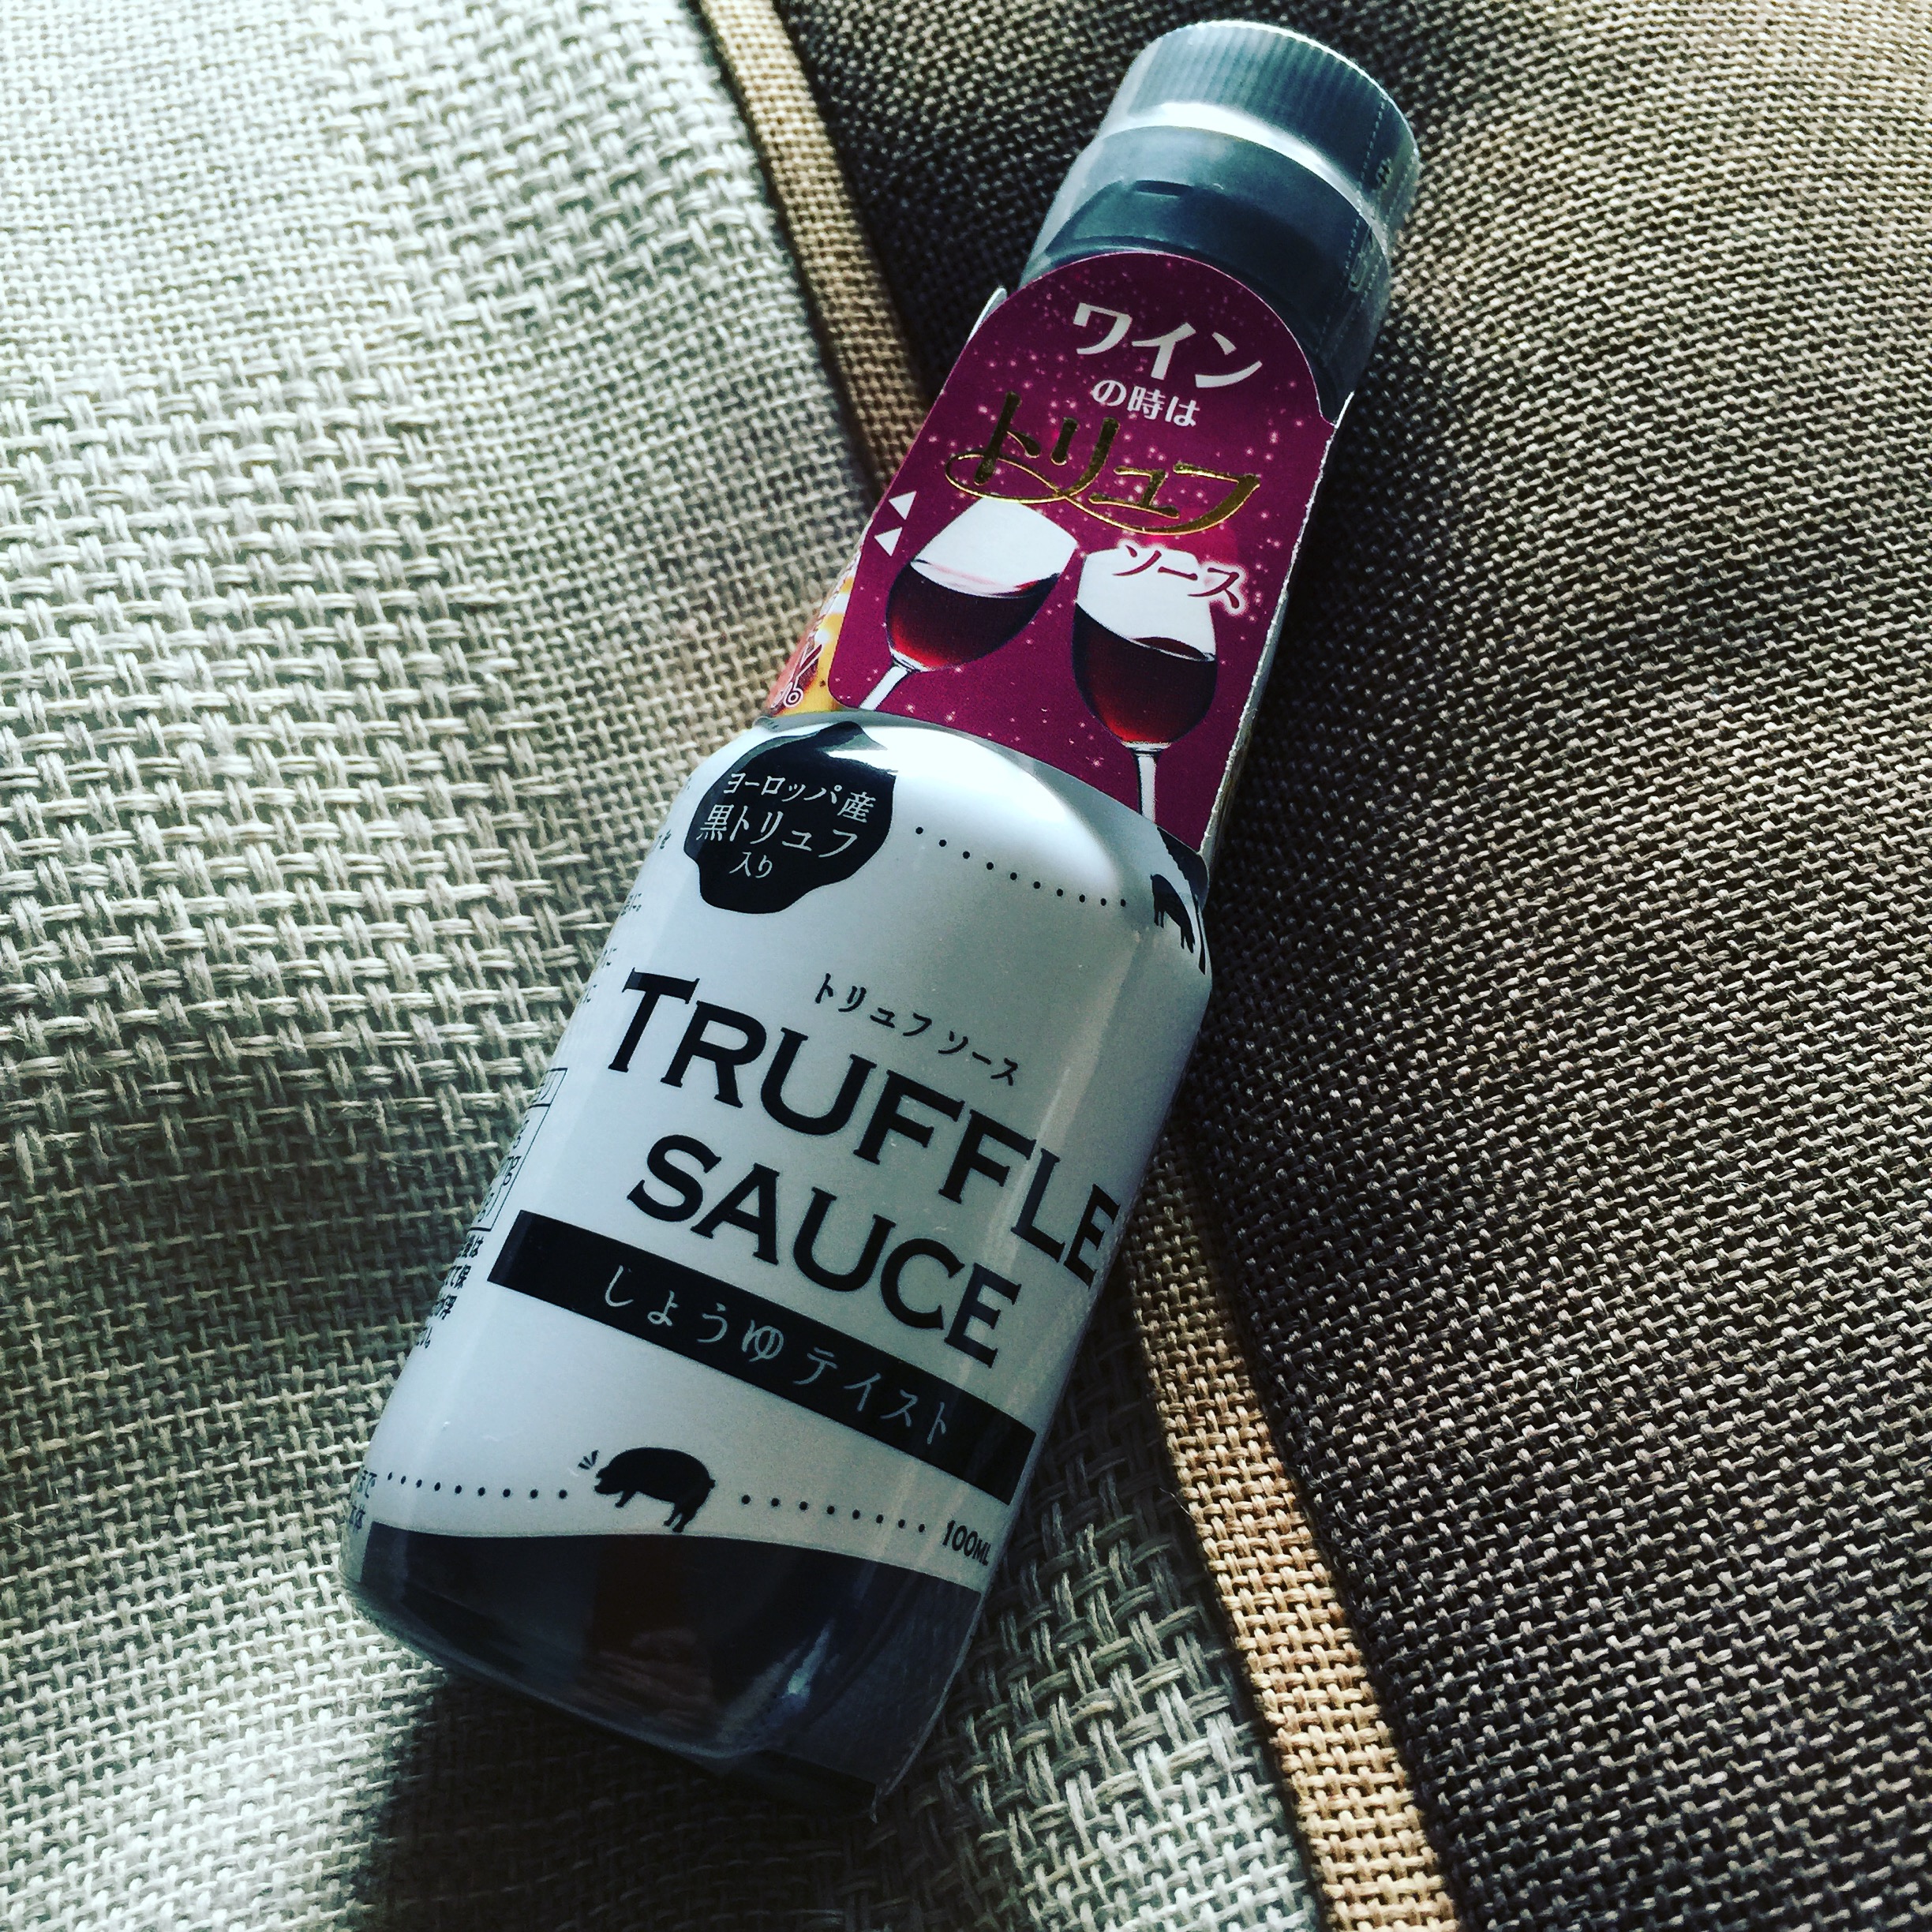 ワイン
の時は
トリュフ
ソース
ヨーロッパ産
黒トリュフ
入り
トリュフソース
TRUFFLE
SAUCE
しょうゆテイスト
100ML